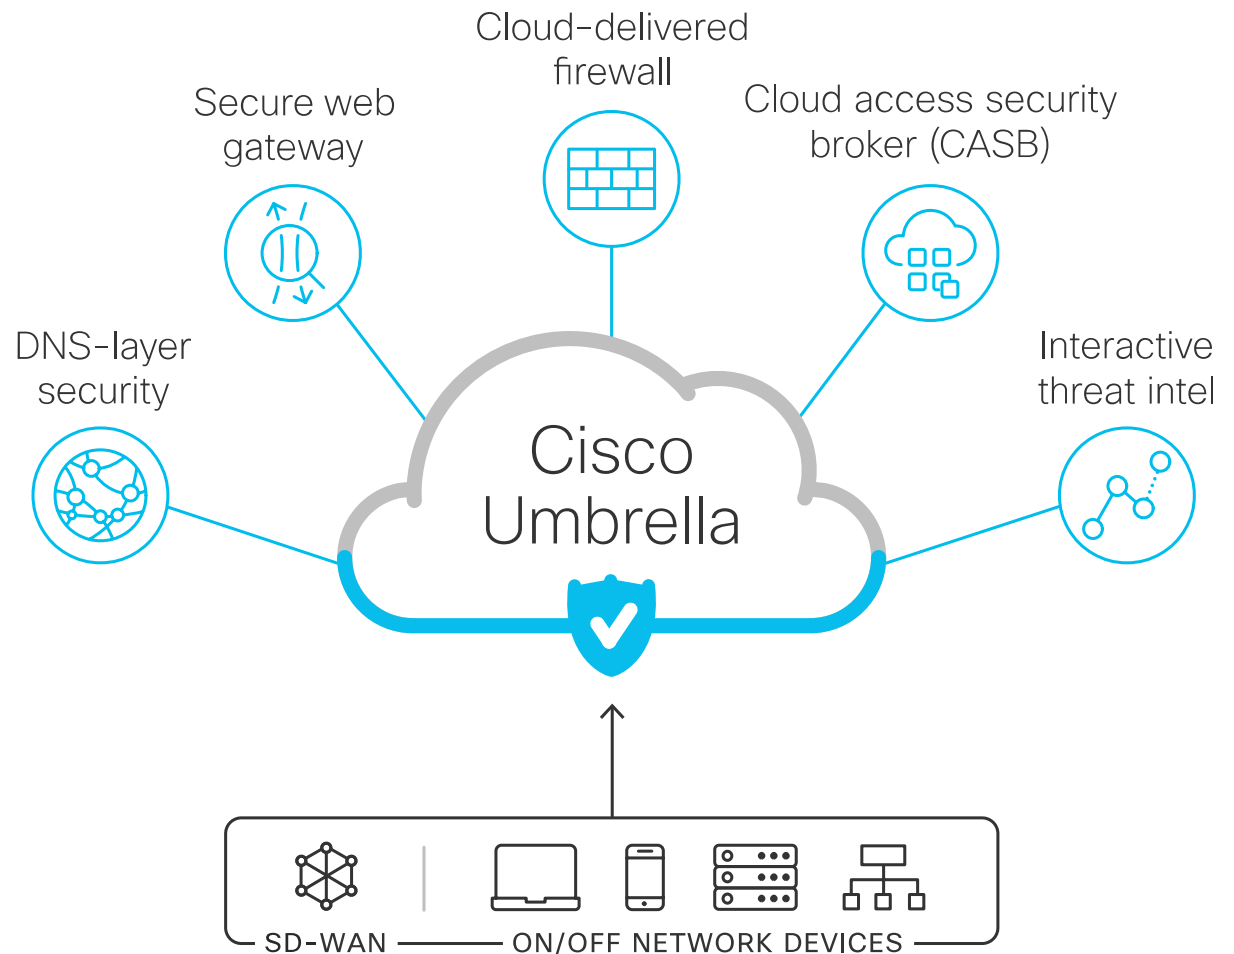 Cloud-delivered
firewall
Secure web
gateway
Cloud access security
broker (CASB)
DNS-layer
security
Interactive
threat intel
Cisco
Umbrella
SD-WAN
ON/OFF NETWORK DEVICES